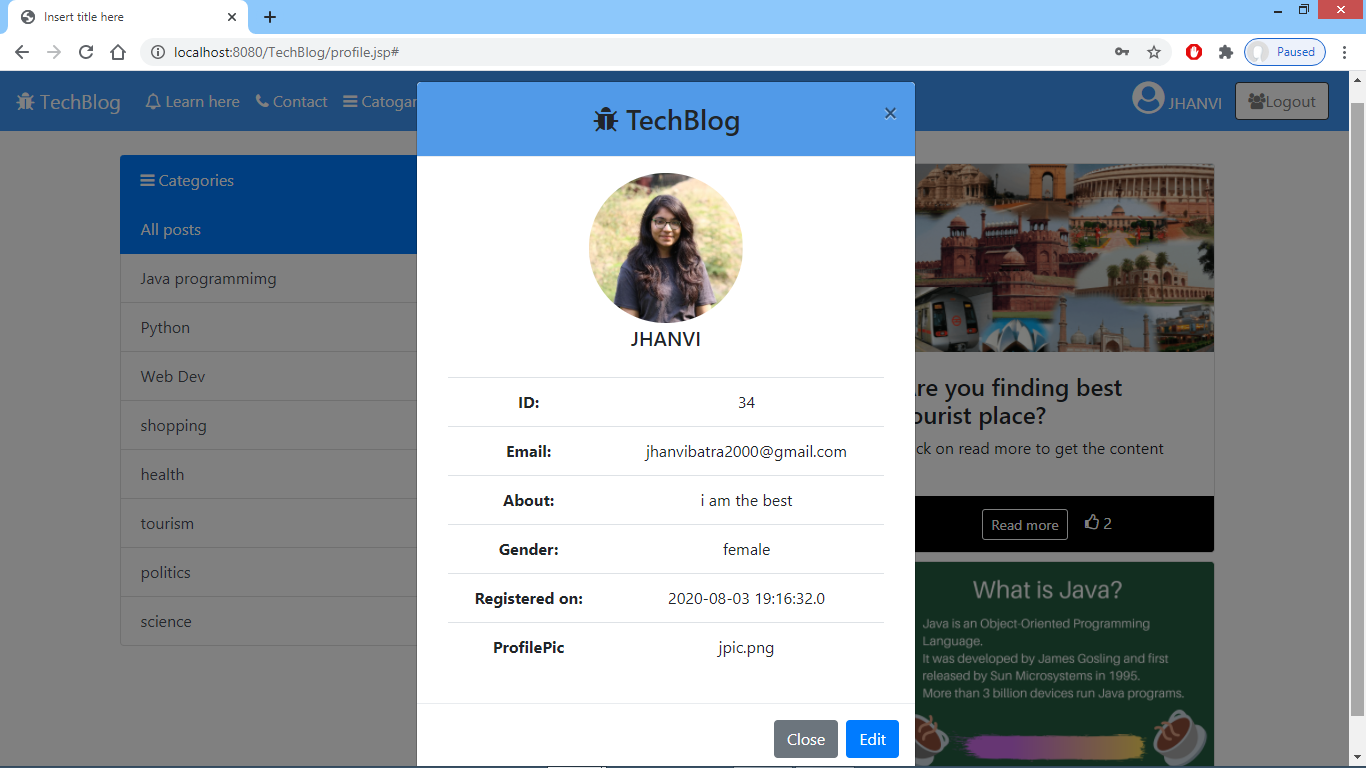 Insert title here
localhost:8080/TechBlog/profile.jsp#
Paused
TechBlog
Learn here
Contact
Catogar
JHANVI
Logout
Categories
All posts
Java programmimg
Python
Web Dev
shopping
health
tourism
politics
science
TechBlog
×
JHANVI
ID: 34
Email: jhanvibatra2000@gmail.com
About: i am the best
Gender: female
Registered on: 2020-08-03 19:16:32.0
ProfilePic jpic.png
Close Edit
re you finding best
ourist place?
ck on read more to get the content
Read more 2
What is Java?
Java is an Object-Oriented Programming
Language.
It was developed by James Gosling and first
released by Sun Microsystems in 1995.
More than 3 billion devices run Java programs.